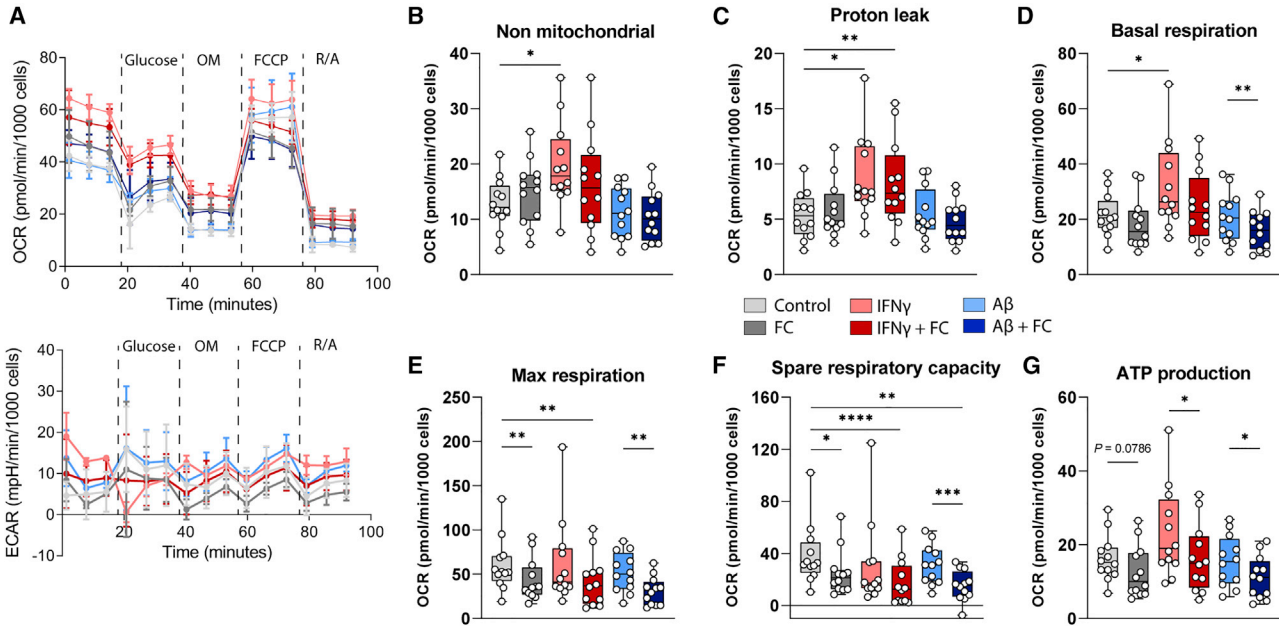 A
Glucose OM FCCP R/A
OCR (pmol/min/1000 cells)
80
60
40
20
0
0 20 40 60 80 100
Time (minutes)
Glucose OM FCCP R/A
ECAR (mpH/min/1000 cells)
40
30
20
10
0
-10
20 40 60 80 100
Time (minutes)
B
Non mitochondrial
OCR (pmol/min/1000 cells)
40
30
20
10
0
*
C
Proton leak
OCR (pmol/min/1000 cells)
20
15
10
5
0
**
*
D
Basal respiration
OCR (pmol/min/1000 cells)
80
60
40
20
0
*
**
Control IFNγ Aβ
FC IFNγ + FC Aβ + FC
E
Max respiration
OCR (pmol/min/1000 cells)
250
200
150
100
50
0
**
**
**
F
Spare respiratory capacity
OCR (pmol/min/1000 cells)
160
120
80
40
0
**
****
*
***
G
ATP production
OCR (pmol/min/1000 cells)
60
40
20
0
*
P = 0.0786
*